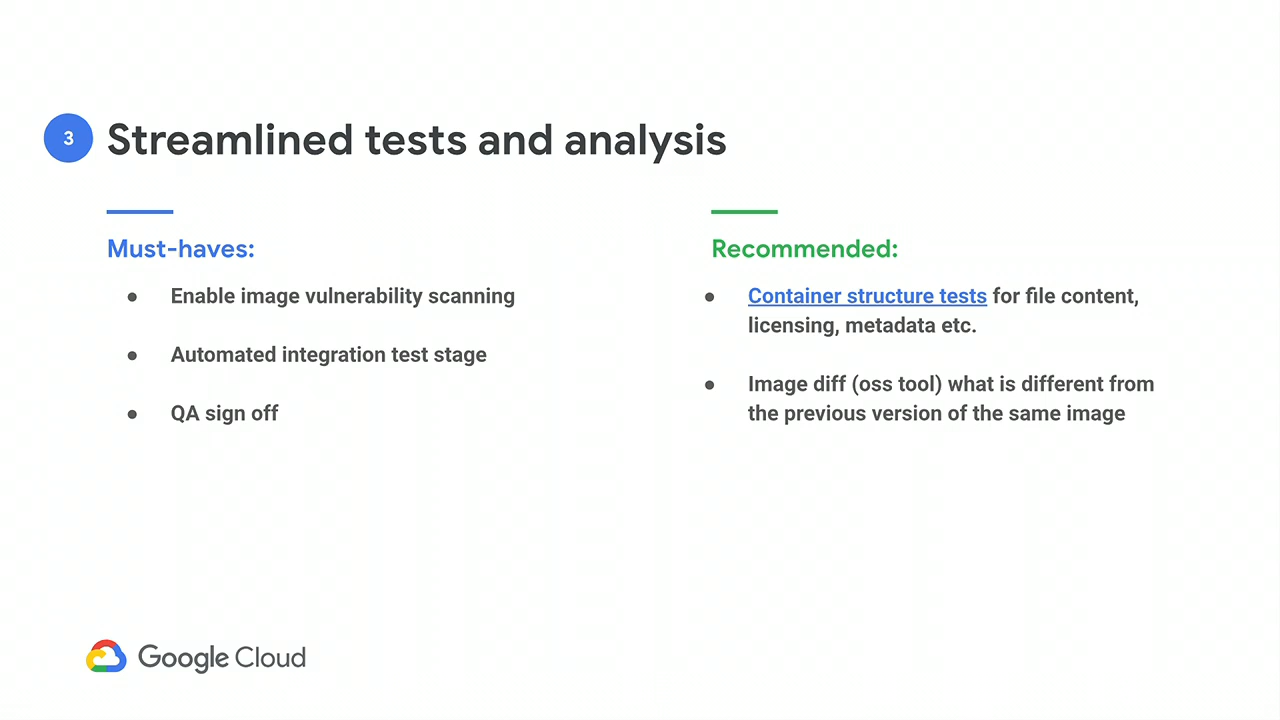 3
Streamlined tests and analysis
Must-haves:
● Enable image vulnerability scanning
● Automated integration test stage
● QA sign off
Recommended:
● Container structure tests for file content,
licensing, metadata etc.
● Image diff (oss tool) what is different from
the previous version of the same image
Google Cloud